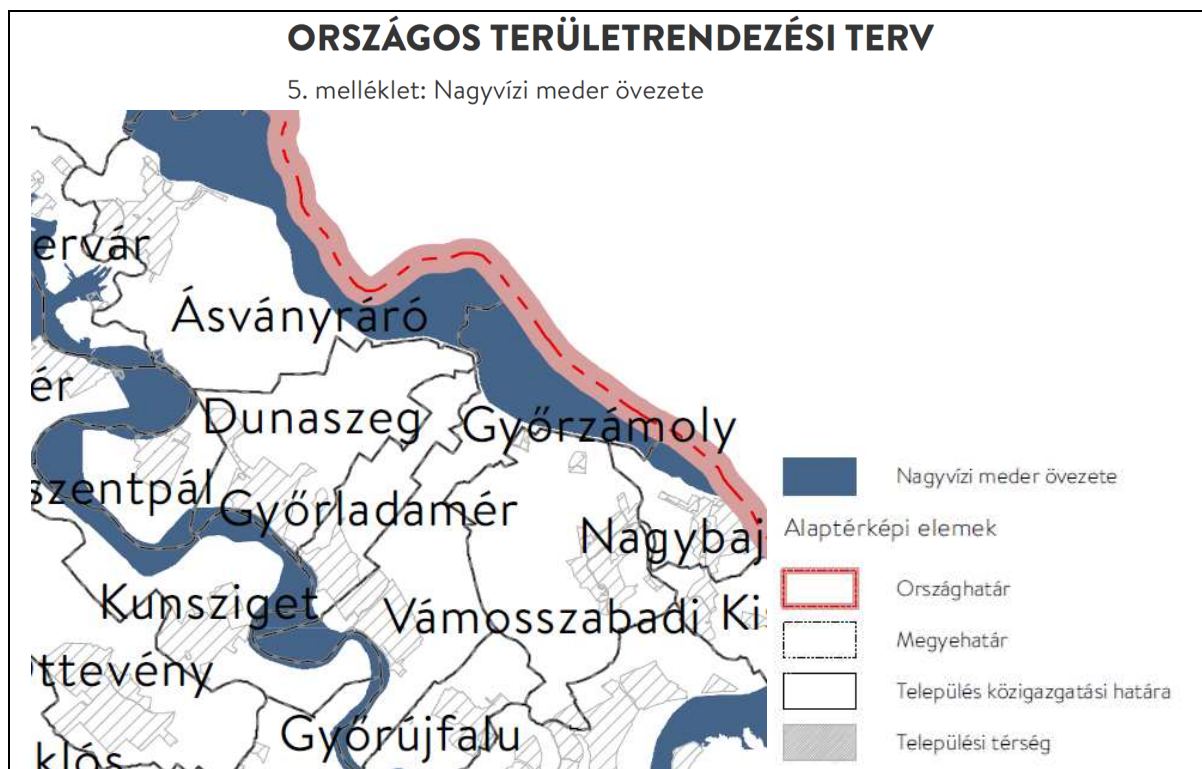 ORSZÁGOS TERÜLETRENDEZÉSI TERV
5. melléklet: Nagyvízi meder övezete
ervár
Ásványráró
ér
Dunaszeg
Győrzámoly
szentpál
Győrladamér
Nagybaj
Kunsziget
Vámosszabadi
Kis
ttevény
Győrújfalu
klós
Nagyvízi meder övezete
Alaptérképi elemek
Országhatár
Megyehatár
Település közigazgatási határa
Települési térség